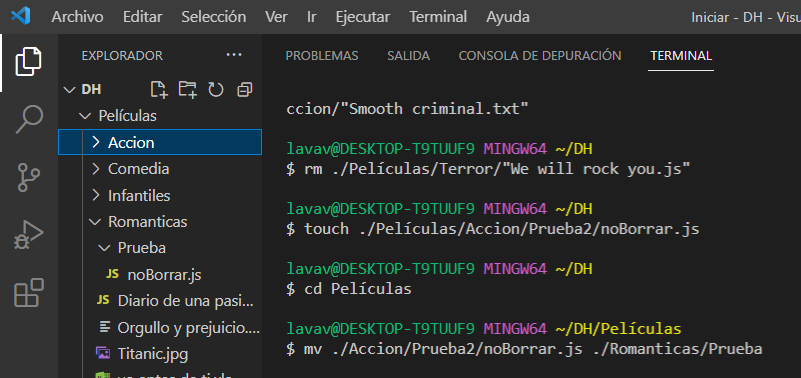 Archivo Editar Selección Ver Ir Ejecutar Terminal Ayuda Iniciar - DH - Visu
EXPLORADOR ...
DH
Películas
Accion
Comedia
Infantiles
Romanticas
Prueba
JS noBorrar.js
JS Diario de una pasi...
Orgullo y prejuicio....
Titanic.jpg
PROBLEMAS SALIDA CONSOLA DE DEPURACIÓN TERMINAL
ccion/"Smooth criminal.txt"
lavav@DESKTOP-T9TUUF9 MINGW64 ~/DH
$ rm ./Películas/Terror/"We will rock you.js"
lavav@DESKTOP-T9TUUF9 MINGW64 ~/DH
$ touch ./Películas/Accion/Prueba2/noBorrar.js
lavav@DESKTOP-T9TUUF9 MINGW64 ~/DH
$ cd Películas
lavav@DESKTOP-T9TUUF9 MINGW64 ~/DH/Películas
$ mv ./Accion/Prueba2/noBorrar.js ./Romanticas/Prueba